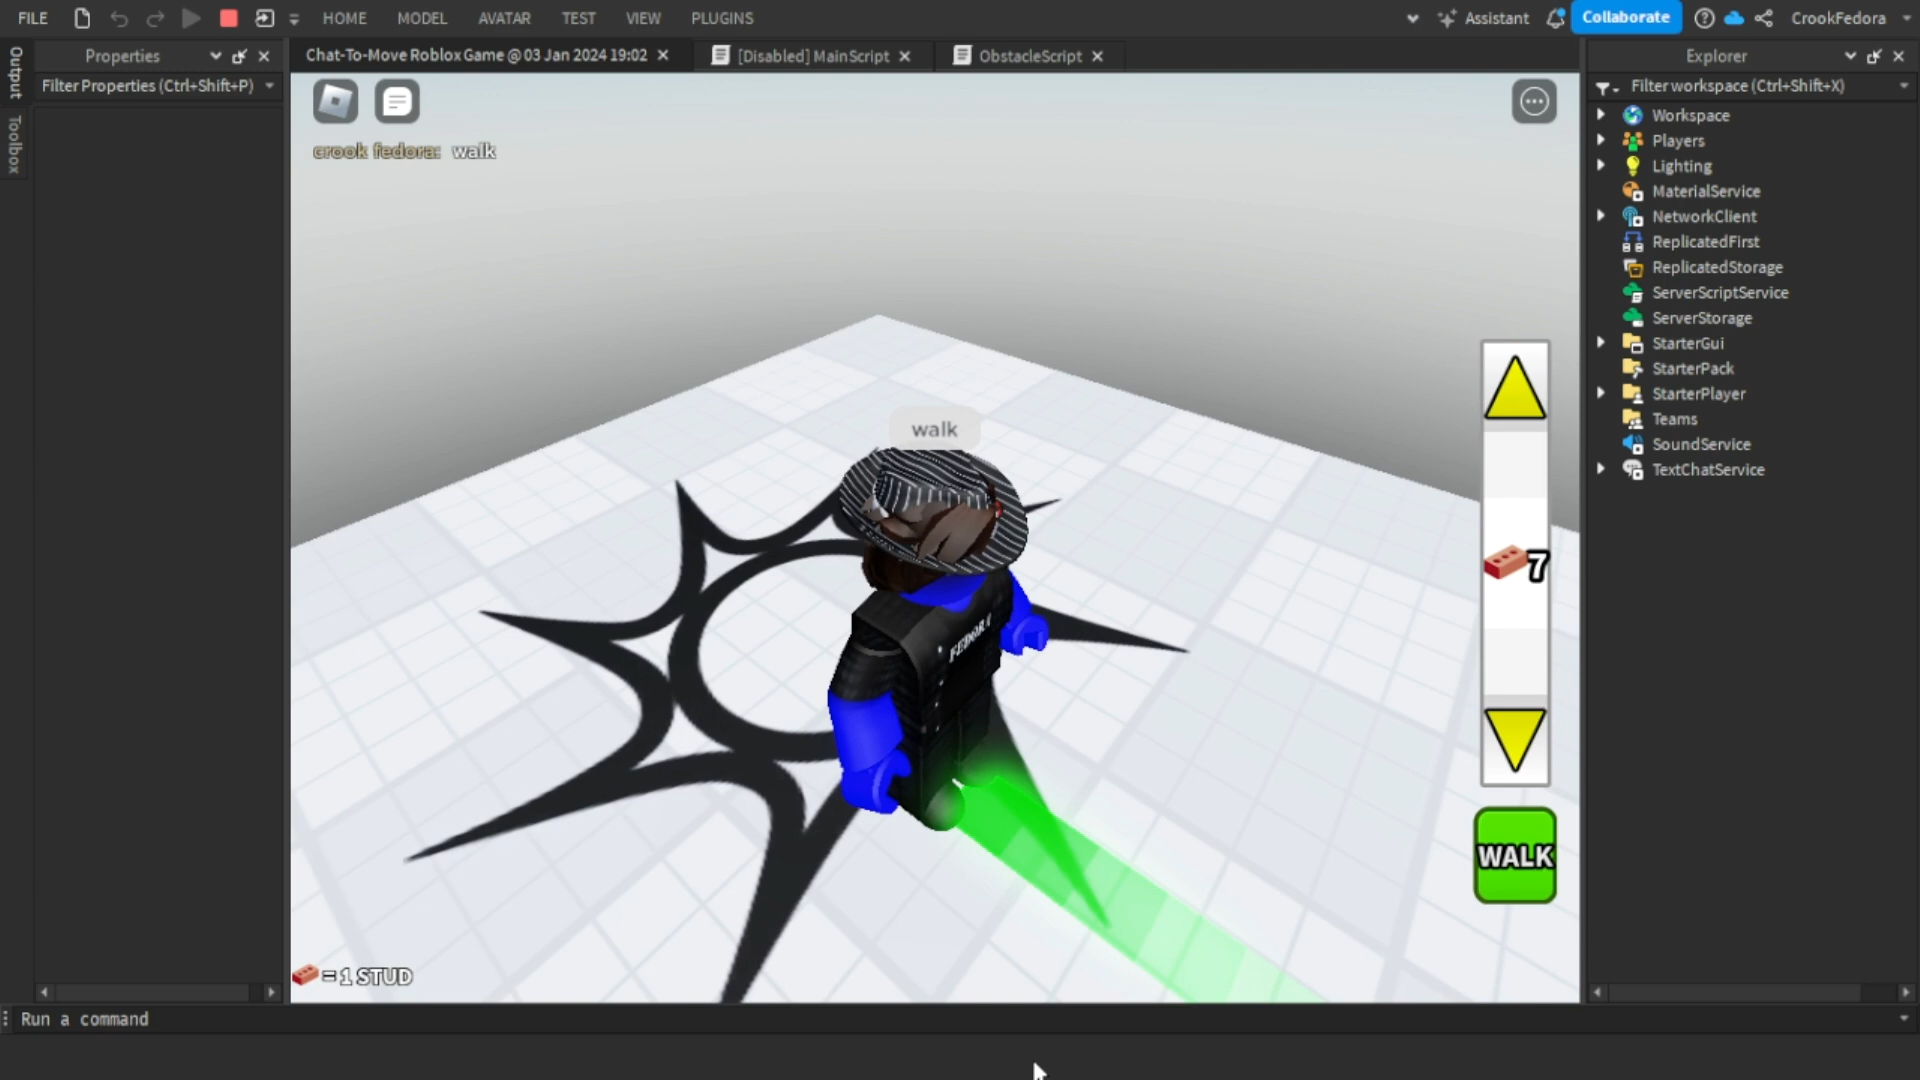 FILE HOME MODEL AVATAR TEST VIEW PLUGINS Assistant Collaborate CrookFedora
Output
Toolbox
Properties
Filter Properties (Ctrl+Shift+P)
Chat-To-Move Roblox Game @ 03 Jan 2024 19:02
[Disabled] MainScript
ObstacleScript
crook fedora: walk
walk
FEDORA
7
WALK
= 1 STUD
Explorer
Filter workspace (Ctrl+Shift+X)
Workspace
Players
Lighting
MaterialService
NetworkClient
ReplicatedFirst
ReplicatedStorage
ServerScriptService
ServerStorage
StarterGui
StarterPack
StarterPlayer
Teams
SoundService
TextChatService
Run a command